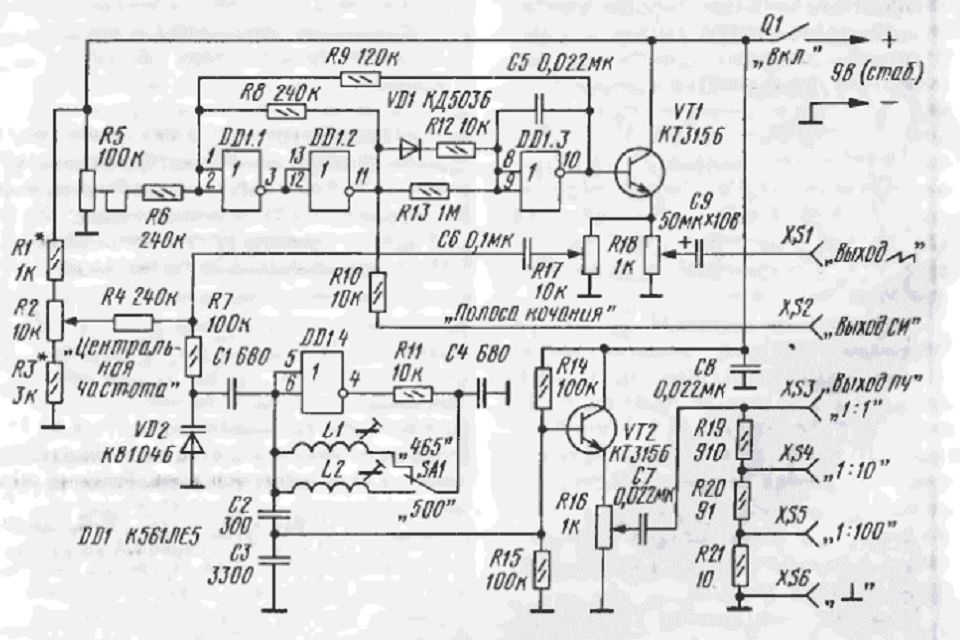 Q1
„Вкл."
+
9В (стаб.)
−
R9 120к
C5 0,022мк
R8 240к
VD1 КД503б
R12 10к
VT1
КТ315б
R5
100к
DD1.1
DD1.2
DD1.3
1
2
1
3
13
12
1
11
8
9
1
10
R6
240к
R13 1М
C9
50мк×10В
R1*
1к
C6 0,1мк
R17
10к
R18
1к
+
XS1
„Выход
"
R10
10к
R2
10к
R4 240к
R7
100к
„Полоса качания"
XS2
„Выход СИ"
„Централь-
ная
частота"
R3*
3к
C1 680
DD1.4
5
6
1
4
R11
10к
C4 680
R14
100к
C8
0,022мк
XS3
„Выход ПЧ"
„1:1"
VD2
КВ104Б
L1
L2
„465"
SA1
„500"
VT2
КТ315б
C7
0,022мк
R19
910
XS4
„1:10"
C2
300
R16
1к
R20
91
XS5
„1:100"
DD1 К561ЛЕ5
C3
3300
R15
100к
R21
10
XS6
„⊥"